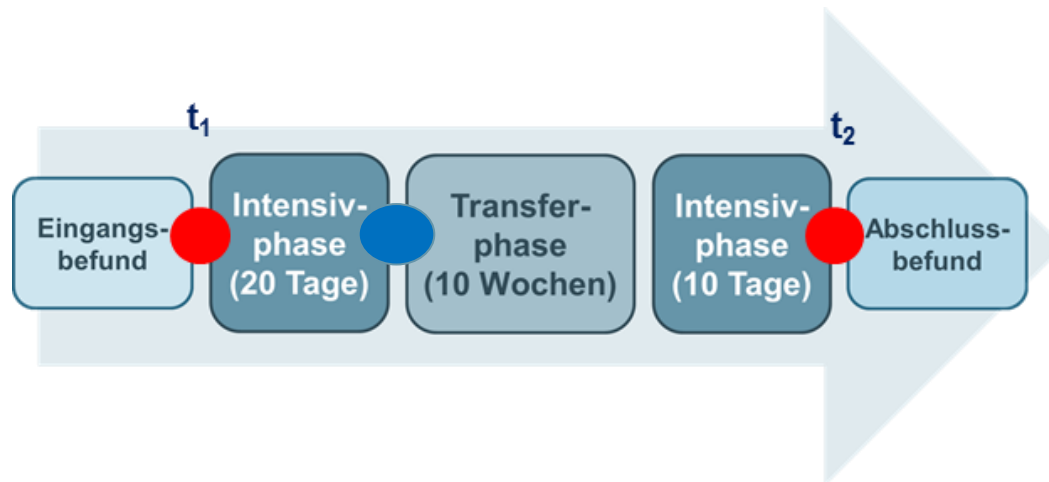 t1
t2
Eingangs-
befund
Intensiv-
phase
(20 Tage)
Transfer-
phase
(10 Wochen)
Intensiv-
phase
(10 Tage)
Abschluss-
befund